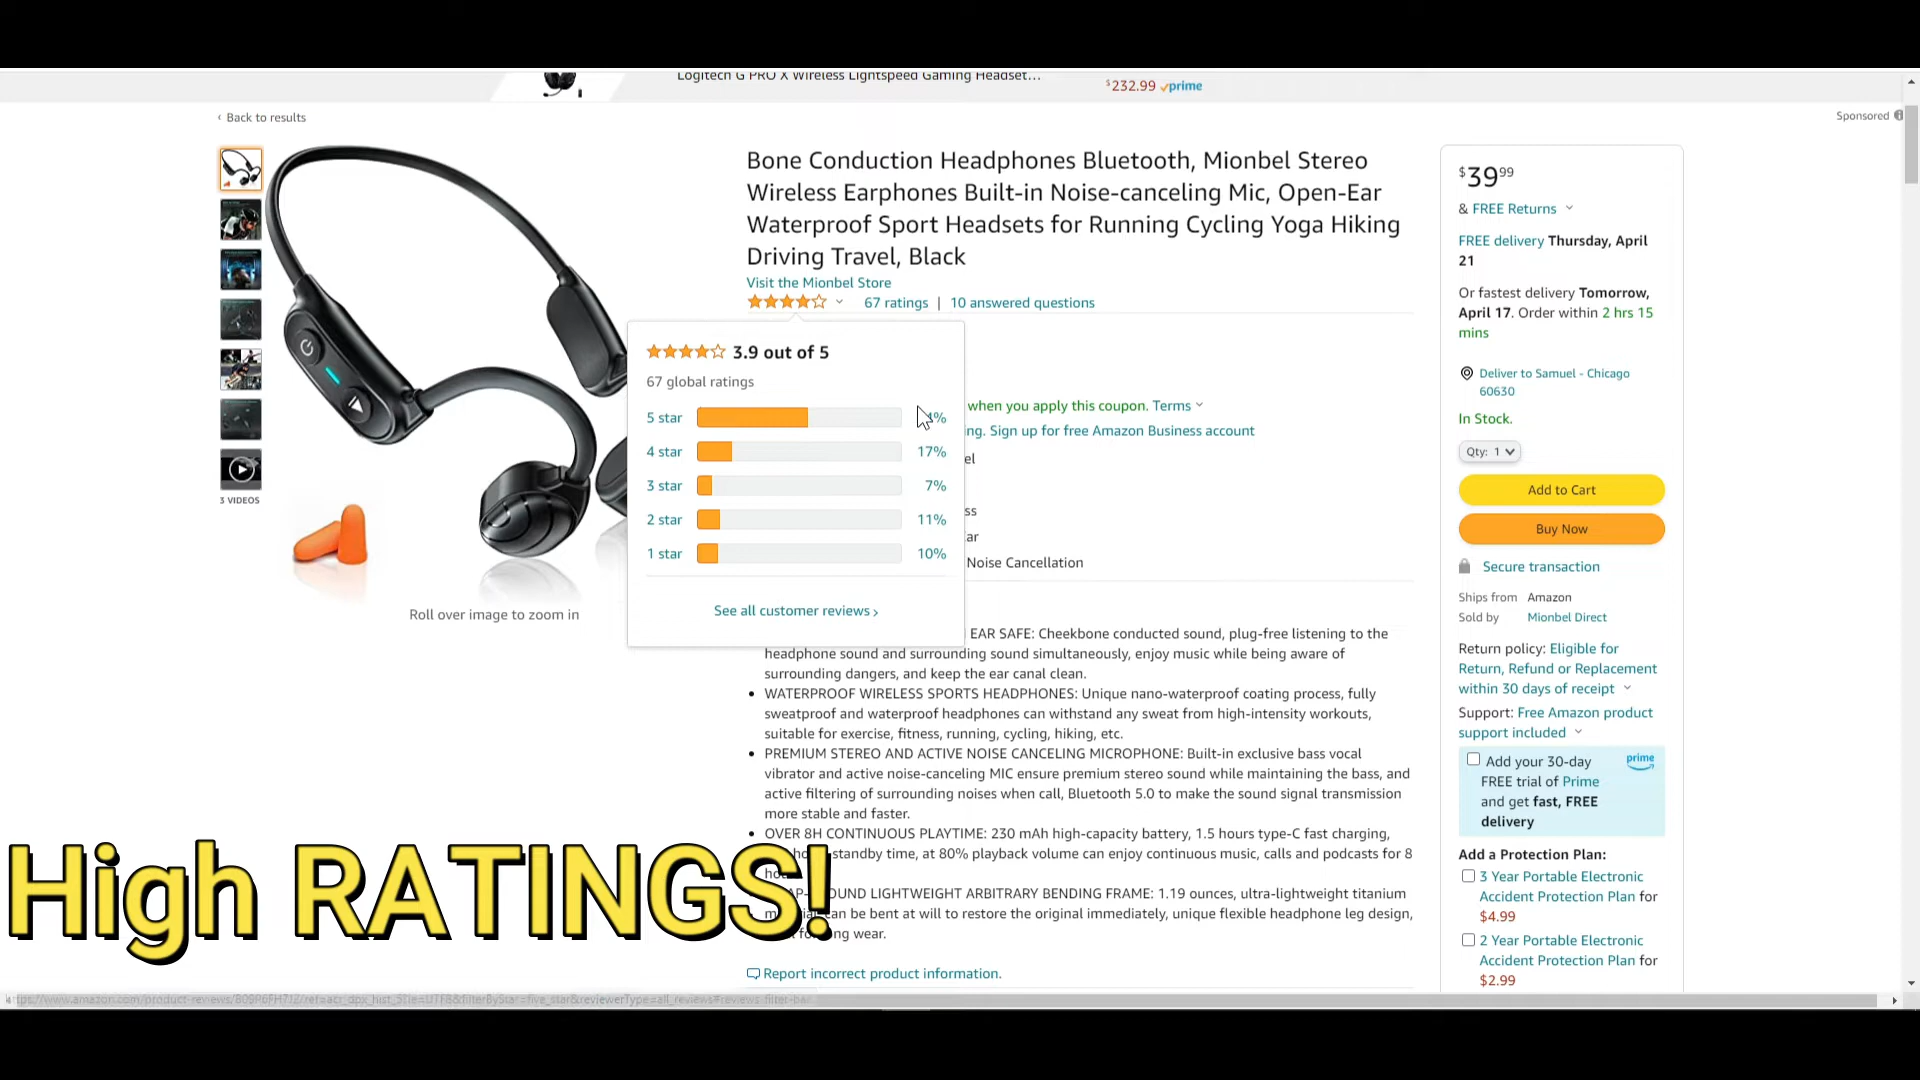 Logitech G PRO X Wireless Lightspeed Gaming Headset...
$232.99 prime
‹ Back to results
Sponsored
Bone Conduction Headphones Bluetooth, Mionbel Stereo
Wireless Earphones Built-in Noise-canceling Mic, Open-Ear
Waterproof Sport Headsets for Running Cycling Yoga Hiking
Driving Travel, Black
Visit the Mionbel Store
67 ratings | 10 answered questions
3.9 out of 5
67 global ratings
5 star 4%
4 star 17%
3 star 7%
2 star 11%
1 star 10%
See all customer reviews ›
when you apply this coupon. Terms
ing. Sign up for free Amazon Business account
el
ss
ar
Noise Cancellation
EAR SAFE: Cheekbone conducted sound, plug-free listening to the
headphone sound and surrounding sound simultaneously, enjoy music while being aware of
surrounding dangers, and keep the ear canal clean.
• WATERPROOF WIRELESS SPORTS HEADPHONES: Unique nano-waterproof coating process, fully
sweatproof and waterproof headphones can withstand any sweat from high-intensity workouts,
suitable for exercise, fitness, running, cycling, hiking, etc.
• PREMIUM STEREO AND ACTIVE NOISE CANCELING MICROPHONE: Built-in exclusive bass vocal
vibrator and active noise-canceling MIC ensure premium stereo sound while maintaining the bass, and
active filtering of surrounding noises when call, Bluetooth 5.0 to make the sound signal transmission
more stable and faster.
• OVER 8H CONTINUOUS PLAYTIME: 230 mAh high-capacity battery, 1.5 hours type-C fast charging,
standby time, at 80% playback volume can enjoy continuous music, calls and podcasts for 8
OUND LIGHTWEIGHT ARBITRARY BENDING FRAME: 1.19 ounces, ultra-lightweight titanium
can be bent at will to restore the original immediately, unique flexible headphone leg design,
ng wear.
Report incorrect product information.
Roll over image to zoom in
3 VIDEOS
High RATINGS!
$39.99
& FREE Returns
FREE delivery Thursday, April
21
Or fastest delivery Tomorrow,
April 17. Order within 2 hrs 15
mins
Deliver to Samuel - Chicago
60630
In Stock.
Qty: 1
Add to Cart
Buy Now
Secure transaction
Ships from Amazon
Sold by Mionbel Direct
Return policy: Eligible for
Return, Refund or Replacement
within 30 days of receipt
Support: Free Amazon product
support included
Add your 30-day
FREE trial of Prime
and get fast, FREE
delivery
prime
Add a Protection Plan:
3 Year Portable Electronic
Accident Protection Plan for
$4.99
2 Year Portable Electronic
Accident Protection Plan for
$2.99